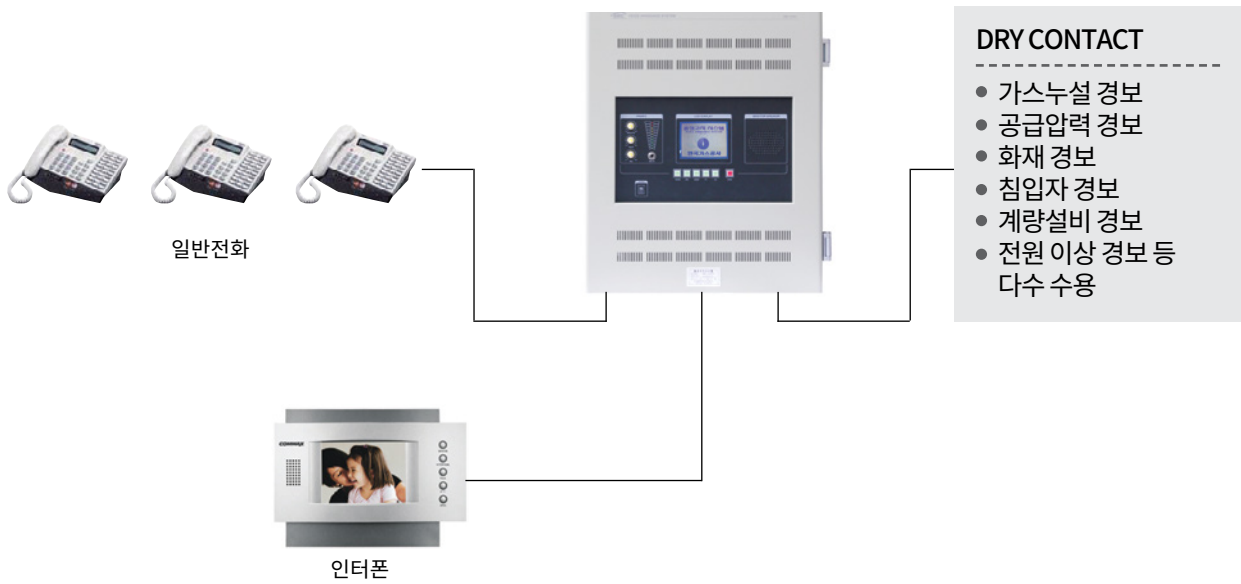 DRY CONTACT
가스누설 경보
공급압력 경보
화재 경보
침입자 경보
계량설비 경보
전원 이상 경보 등
다수 수용
일반전화
COMMAX
인터폰